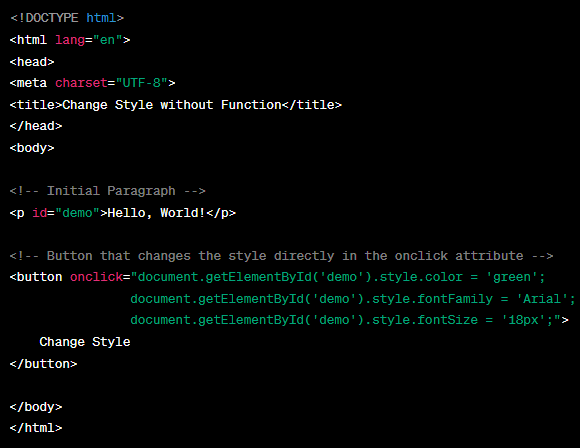 <!DOCTYPE html>
<html lang="en">
<head>
<meta charset="UTF-8">
<title>Change Style without Function</title>
</head>
<body>

<!-- Initial Paragraph -->
<p id="demo">Hello, World!</p>

<!-- Button that changes the style directly in the onclick attribute -->
<button onclick="document.getElementById('demo').style.color = 'green';
                document.getElementById('demo').style.fontFamily = 'Arial';
                document.getElementById('demo').style.fontSize = '18px';">
    Change Style
</button>

</body>
</html>